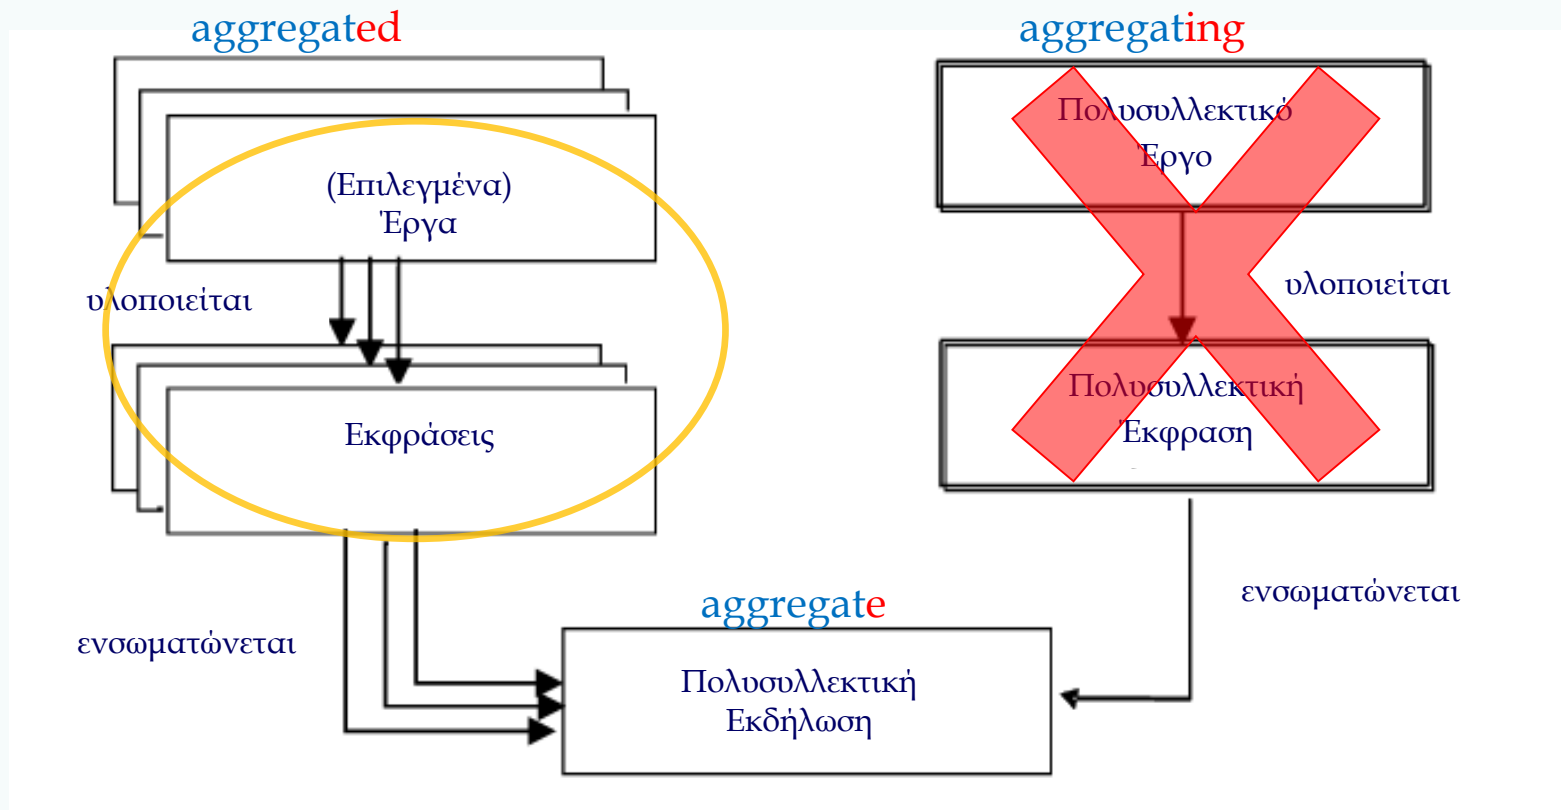 aggregated
(Επιλεγμένα)
Έργα
υλοποιείται
Εκφράσεις
ενσωματώνεται
aggregating
Πολυσυλλεκτικό
Έργο
υλοποιείται
Πολυσυλλεκτική
Έκφραση
ενσωματώνεται
aggregate
Πολυσυλλεκτική
Εκδήλωση